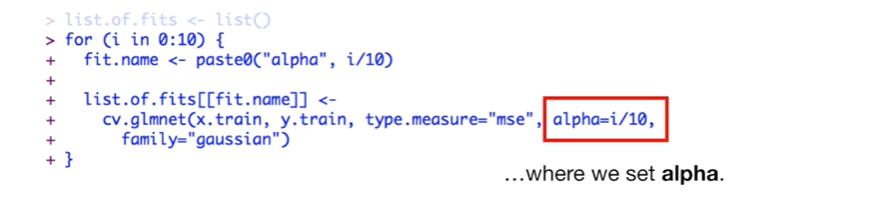 > list.of.fits <- list()
> for (i in 0:10) {
+   fit.name <- paste0("alpha", i/10)
+
+   list.of.fits[[fit.name]] <-
+     cv.glmnet(x.train, y.train, type.measure="mse", alpha=i/10,
+       family="gaussian")
+ }
…where we set alpha.